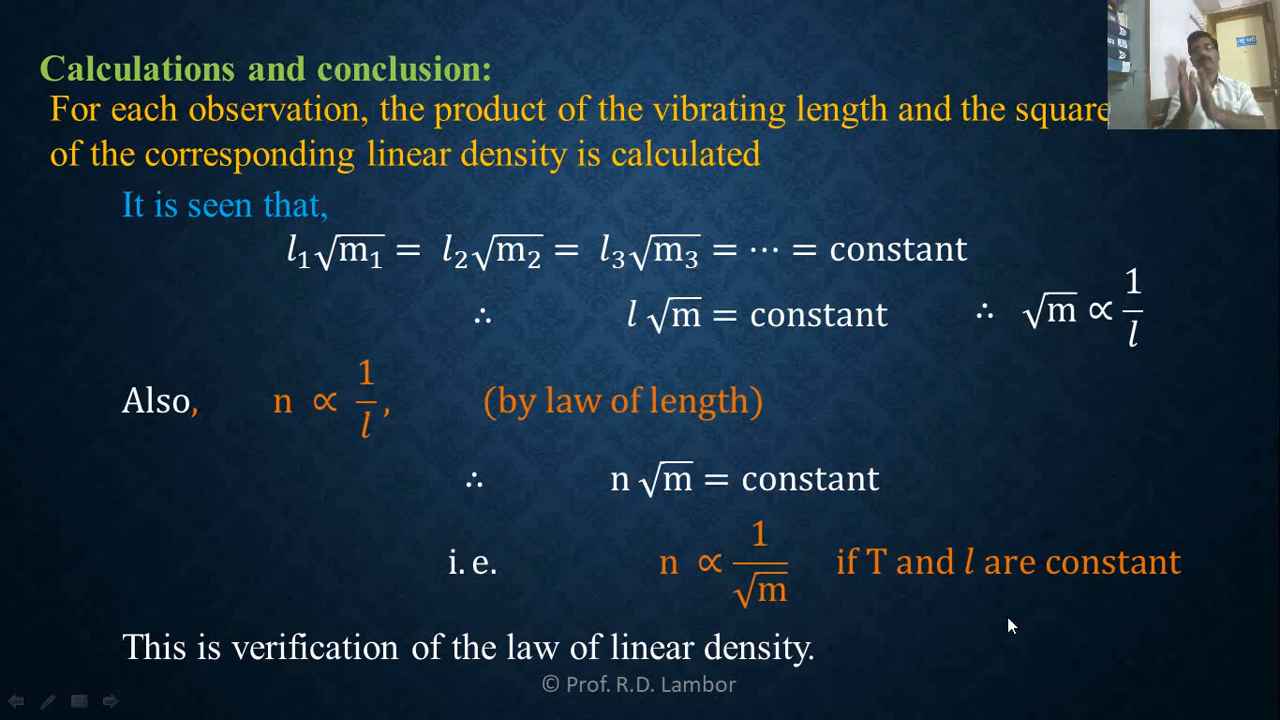 Calculations and conclusion:
For each observation, the product of the vibrating length and the square
of the corresponding linear density is calculated
It is seen that,
l₁√m₁ = l₂√m₂ = l₃√m₃ = ⋯ = constant
∴ l √m = constant ∴ √m ∝ 1/l
Also, n ∝ 1/l, (by law of length)
∴ n √m = constant
i. e. n ∝ 1/√m if T and l are constant
This is verification of the law of linear density.
© Prof. R.D. Lambor